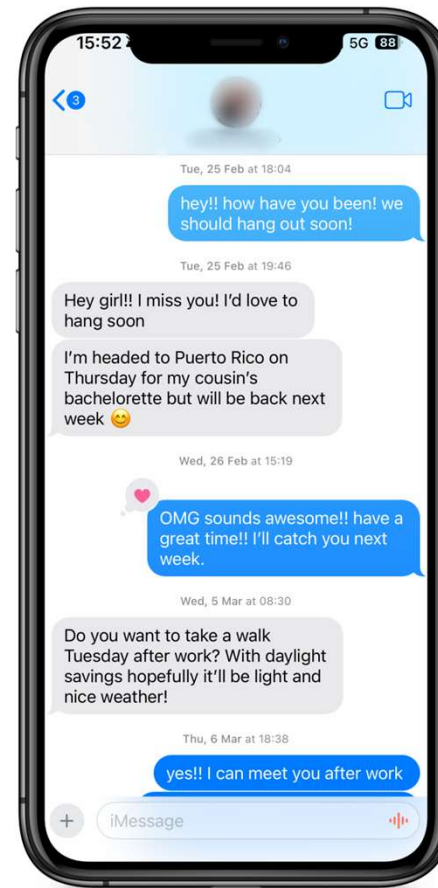 15:52
5G 88
3
Tue, 25 Feb at 18:04
hey!! how have you been! we
should hang out soon!
Tue, 25 Feb at 19:46
Hey girl!! I miss you! I'd love to
hang soon
I'm headed to Puerto Rico on
Thursday for my cousin's
bachelorette but will be back next
week 😊
Wed, 26 Feb at 15:19
OMG sounds awesome!! have a
great time!! I'll catch you next
week.
Wed, 5 Mar at 08:30
Do you want to take a walk
Tuesday after work? With daylight
savings hopefully it'll be light and
nice weather!
Thu, 6 Mar at 18:38
yes!! I can meet you after work
iMessage